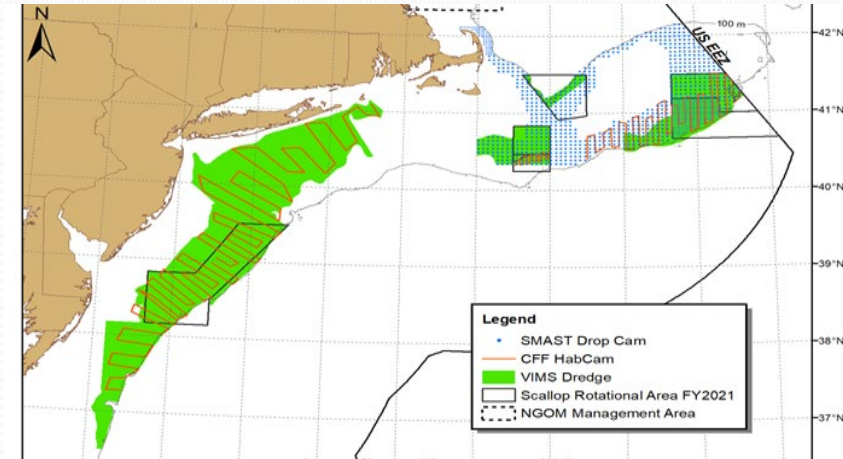 N
100 m
US EEZ
42°N
41°N
40°N
39°N
38°N
37°N
Legend
SMAST Drop Cam
CFF HabCam
VIMS Dredge
Scallop Rotational Area FY2021
NGOM Management Area